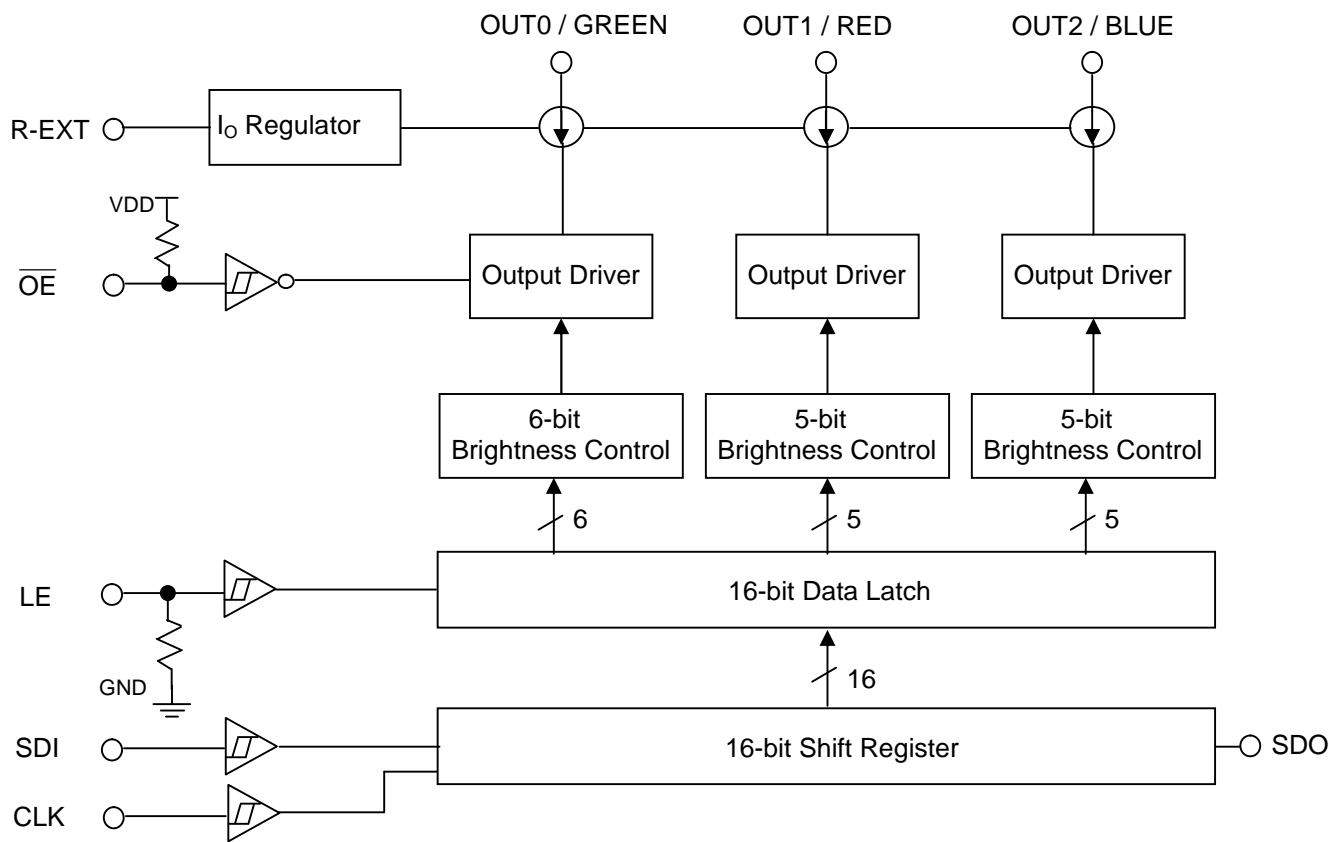 OUT0 / GREEN OUT1 / RED OUT2 / BLUE
R-EXT
IO Regulator
VDD
OE
Output Driver Output Driver Output Driver
6-bit
Brightness Control
5-bit
Brightness Control
5-bit
Brightness Control
6 5 5
LE
16-bit Data Latch
16
GND
SDI
16-bit Shift Register
SDO
CLK